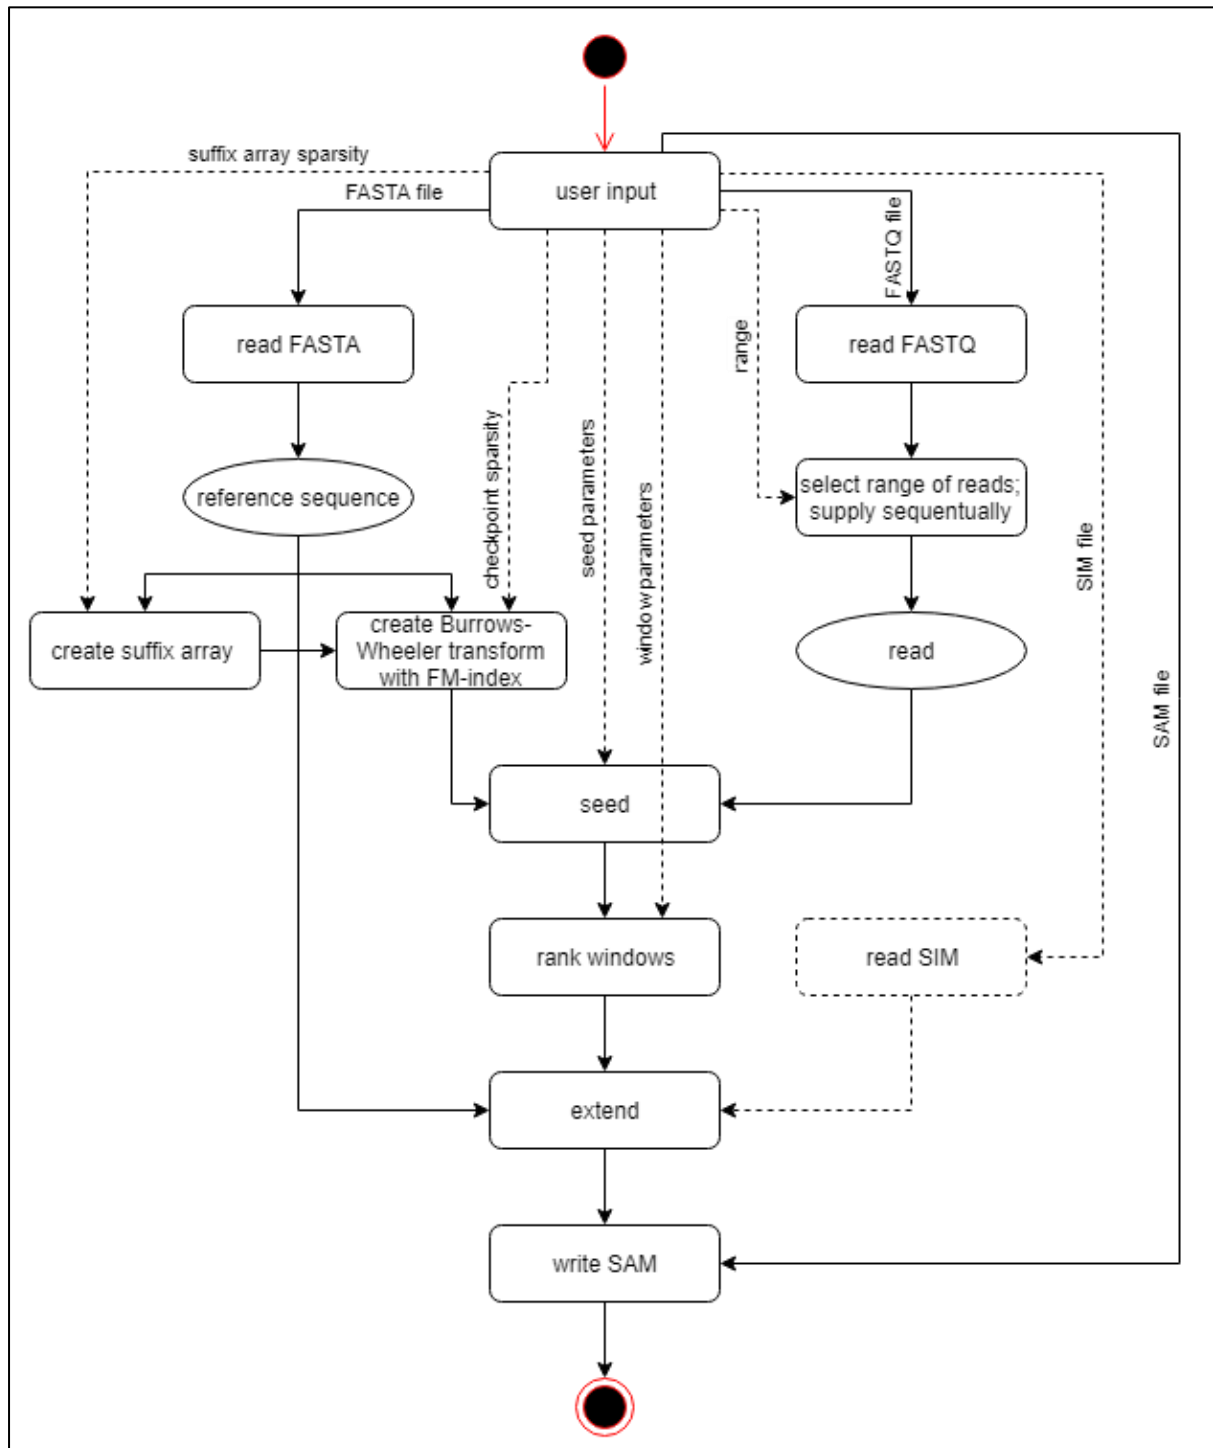 suffix array sparsity
FASTA file
user input
FASTQ file
read FASTA
range
read FASTQ
reference sequence
checkpoint sparsity
seed parameters
window parameters
select range of reads;
supply sequentually
SIM file
create suffix array
create Burrows-
Wheeler transform
with FM-index
read
SAM file
seed
rank windows
read SIM
extend
write SAM